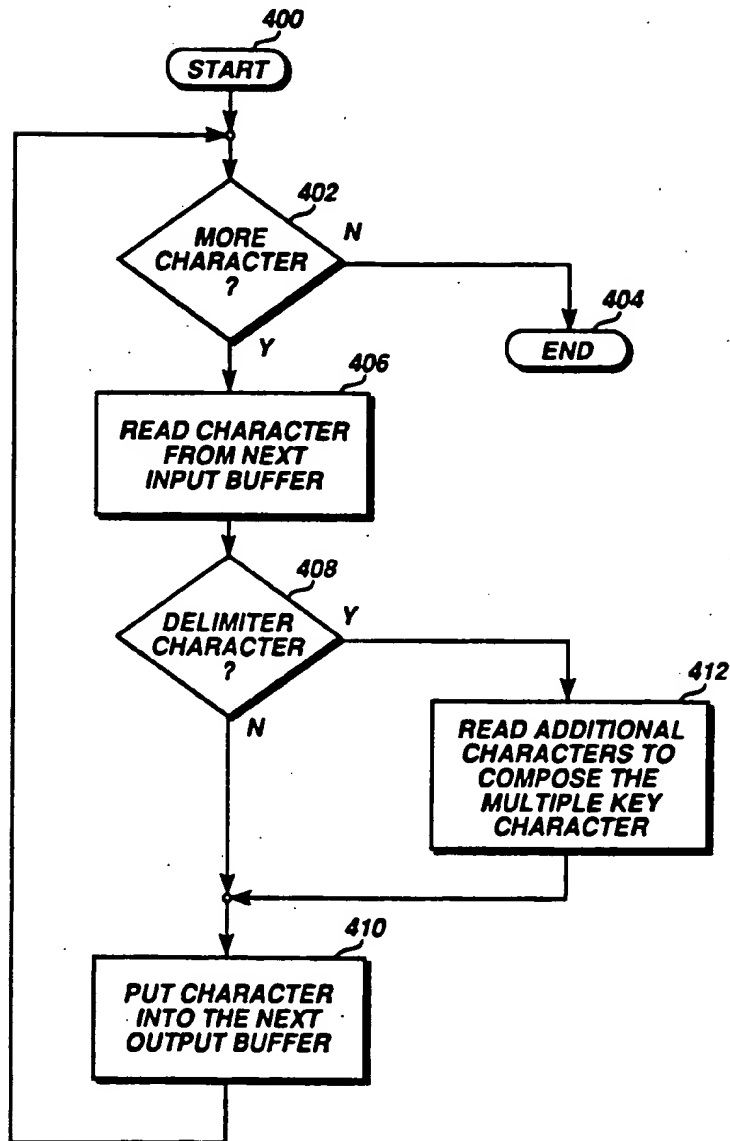 400
START
402
MORE
CHARACTER
?
N
Y
404
END
406
READ CHARACTER
FROM NEXT
INPUT BUFFER
408
DELIMITER
CHARACTER
?
Y
N
412
READ ADDITIONAL
CHARACTERS TO
COMPOSE THE
MULTIPLE KEY
CHARACTER
410
PUT CHARACTER
INTO THE NEXT
OUTPUT BUFFER